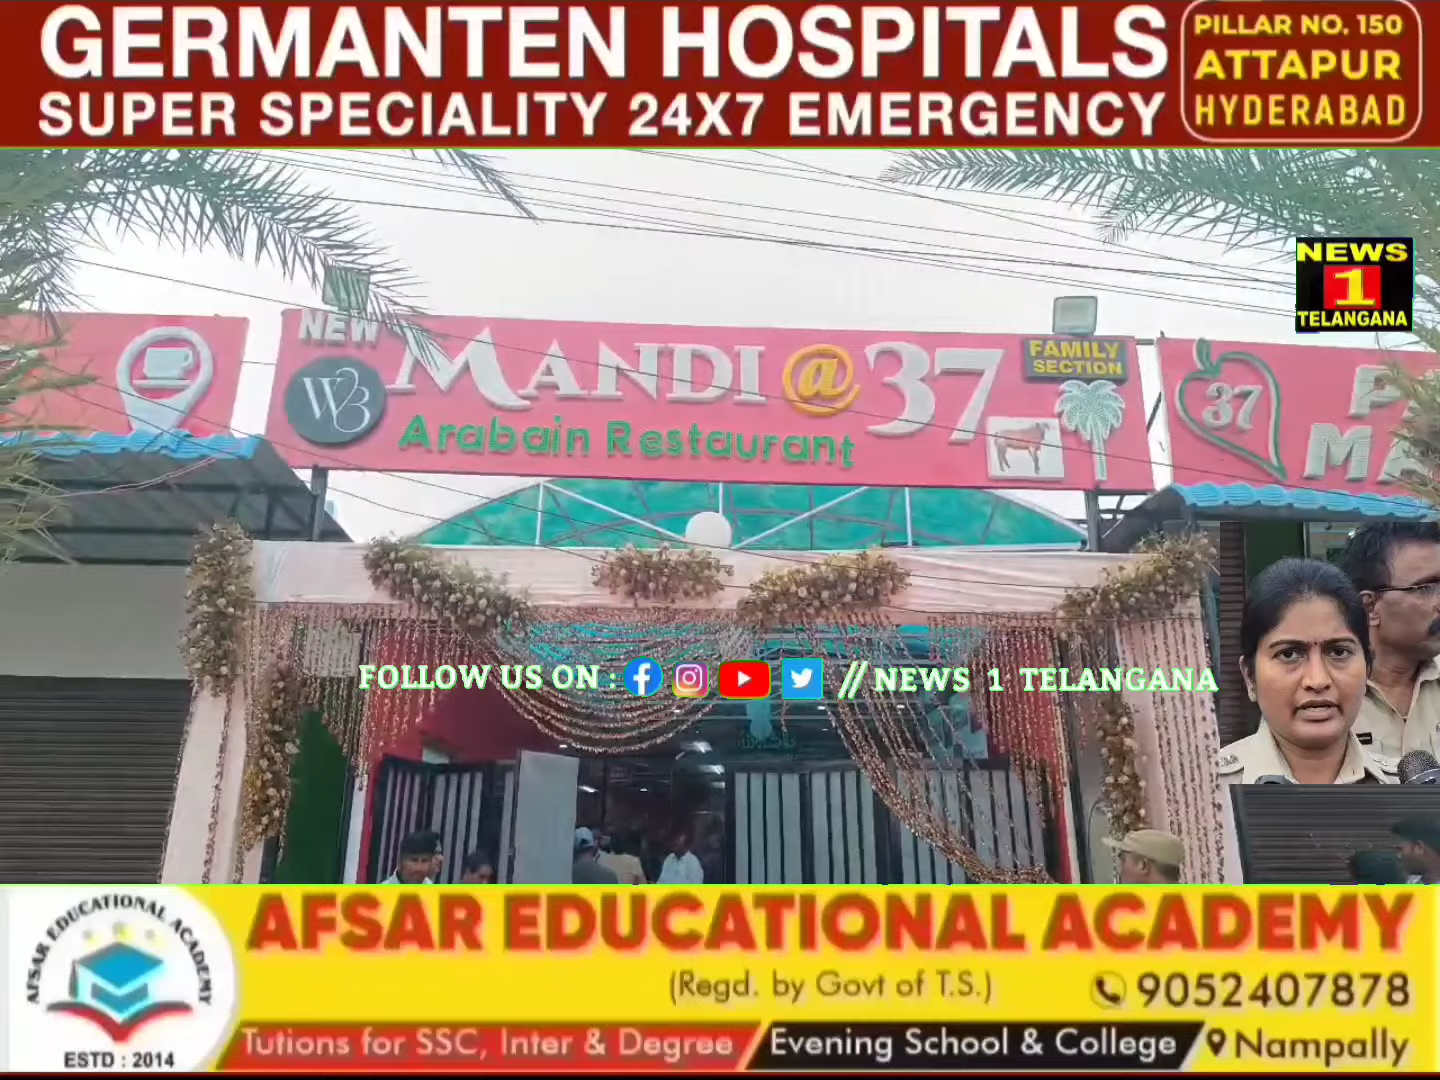 GERMANTEN HOSPITALS
SUPER SPECIALITY 24X7 EMERGENCY
PILLAR NO. 150
ATTAPUR
HYDERABAD
NEWS
1
TELANGANA
NEW
MANDI @ 37
Arabain Restaurant
FAMILY
SECTION
37
FOLLOW US ON : // NEWS 1 TELANGANA
AFSAR EDUCATIONAL ACADEMY
ESTD : 2014
AFSAR EDUCATIONAL ACADEMY
(Regd. by Govt of T.S.)
9052407878
Tutions for SSC, Inter & Degree
Evening School & College
Nampally